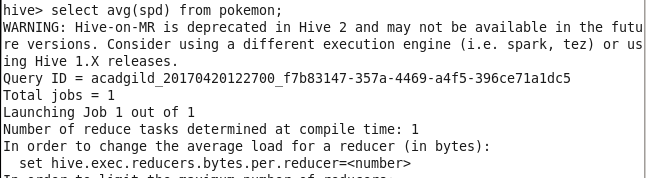 hive> select avg(spd) from pokemon;
WARNING: Hive-on-MR is deprecated in Hive 2 and may not be available in the futu
re versions. Consider using a different execution engine (i.e. spark, tez) or us
ing Hive 1.X releases.
Query ID = acadgild_20170420122700_f7b83147-357a-4469-a4f5-396ce71a1dc5
Total jobs = 1
Launching Job 1 out of 1
Number of reduce tasks determined at compile time: 1
In order to change the average load for a reducer (in bytes):
  set hive.exec.reducers.bytes.per.reducer=<number>
In order to limit the maximum number of reducers: